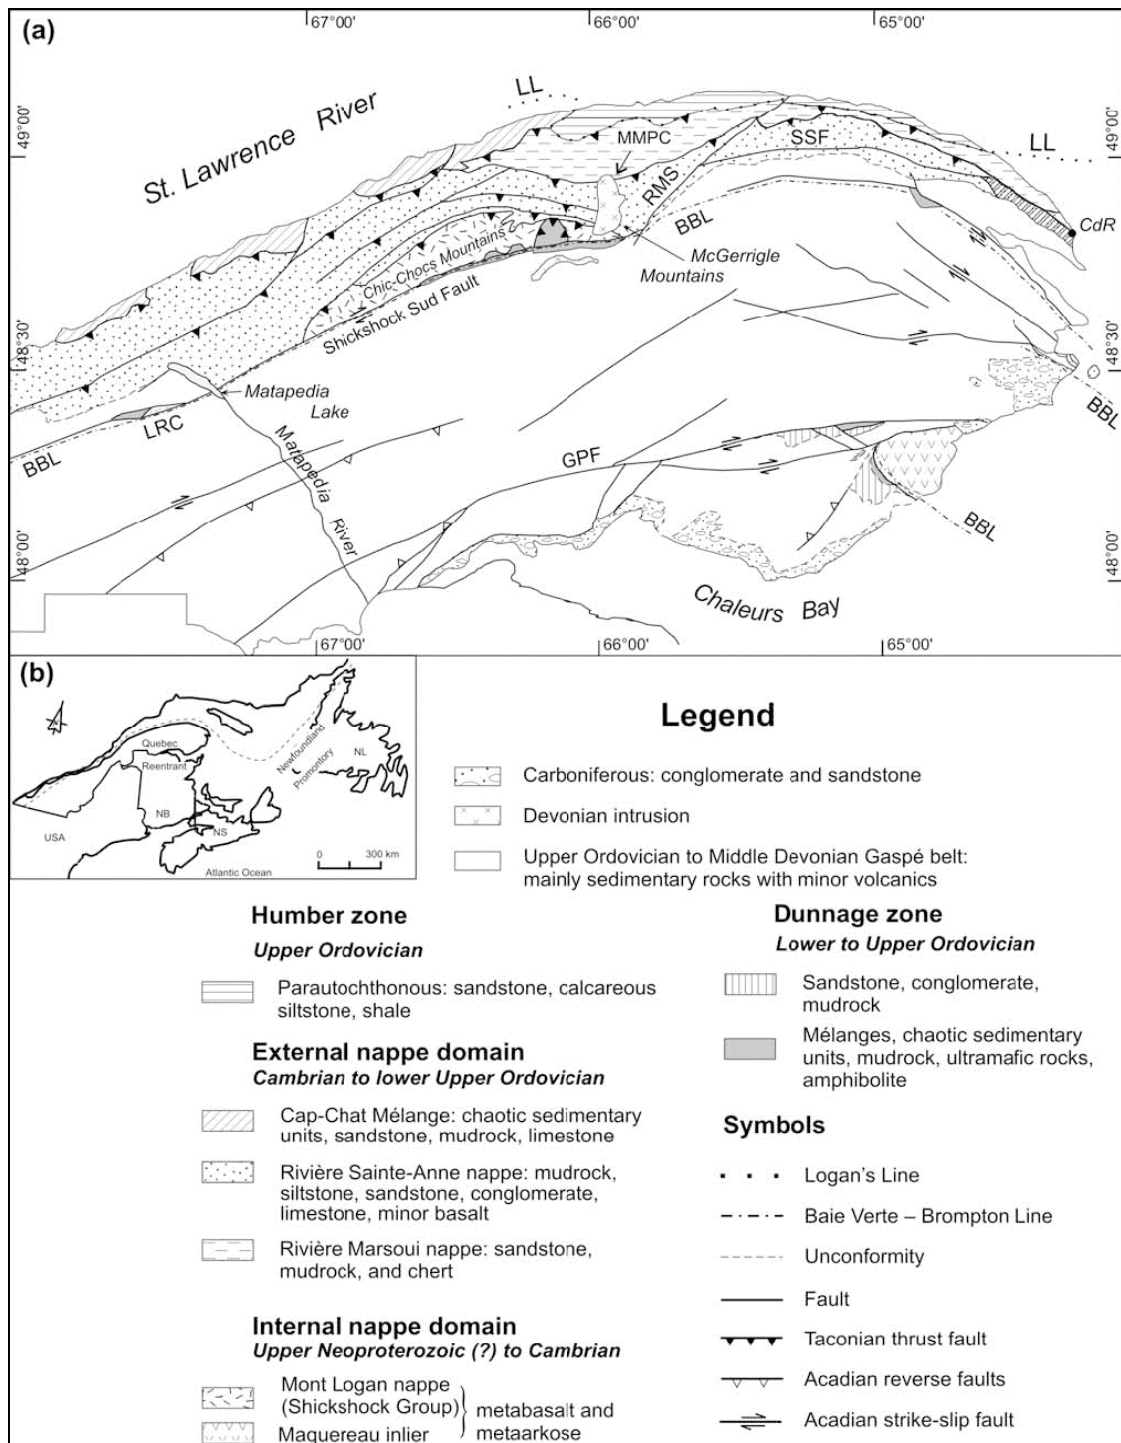 (a)
67°00'
66°00'
65°00'
49°00'
St. Lawrence River
LL
MMPC
SSF
LL
49°00'
RMS
BBL
CdR
Chic-Chocs Mountains
McGerrigle
Mountains
Shickshock Sud Fault
48°30'
48°30'
Matapedia
Lake
LRC
BBL
BBL
Matapedia River
GPF
BBL
48°00'
48°00'
Chaleurs Bay
67°00'
66°00'
65°00'
(b)
N
Quebec
Reentrant
Newfoundland
Promontory
NL
NB
NS
USA
0 300 km
Atlantic Ocean
Legend
Carboniferous: conglomerate and sandstone
Devonian intrusion
Upper Ordovician to Middle Devonian Gaspé belt:
mainly sedimentary rocks with minor volcanics
Humber zone
Upper Ordovician
Parautochthonous: sandstone, calcareous
siltstone, shale
External nappe domain
Cambrian to lower Upper Ordovician
Cap-Chat Mélange: chaotic sedimentary
units, sandstone, mudrock, limestone
Rivière Sainte-Anne nappe: mudrock,
siltstone, sandstone, conglomerate,
limestone, minor basalt
Rivière Marsoui nappe: sandstone,
mudrock, and chert
Internal nappe domain
Upper Neoproterozoic (?) to Cambrian
Mont Logan nappe
(Shickshock Group)
Maquereau inlier
metabasalt and
metaarkose
Dunnage zone
Lower to Upper Ordovician
Sandstone, conglomerate,
mudrock
Mélanges, chaotic sedimentary
units, mudrock, ultramafic rocks,
amphibolite
Symbols
Logan's Line
Baie Verte – Brompton Line
Unconformity
Fault
Taconian thrust fault
Acadian reverse faults
Acadian strike-slip fault